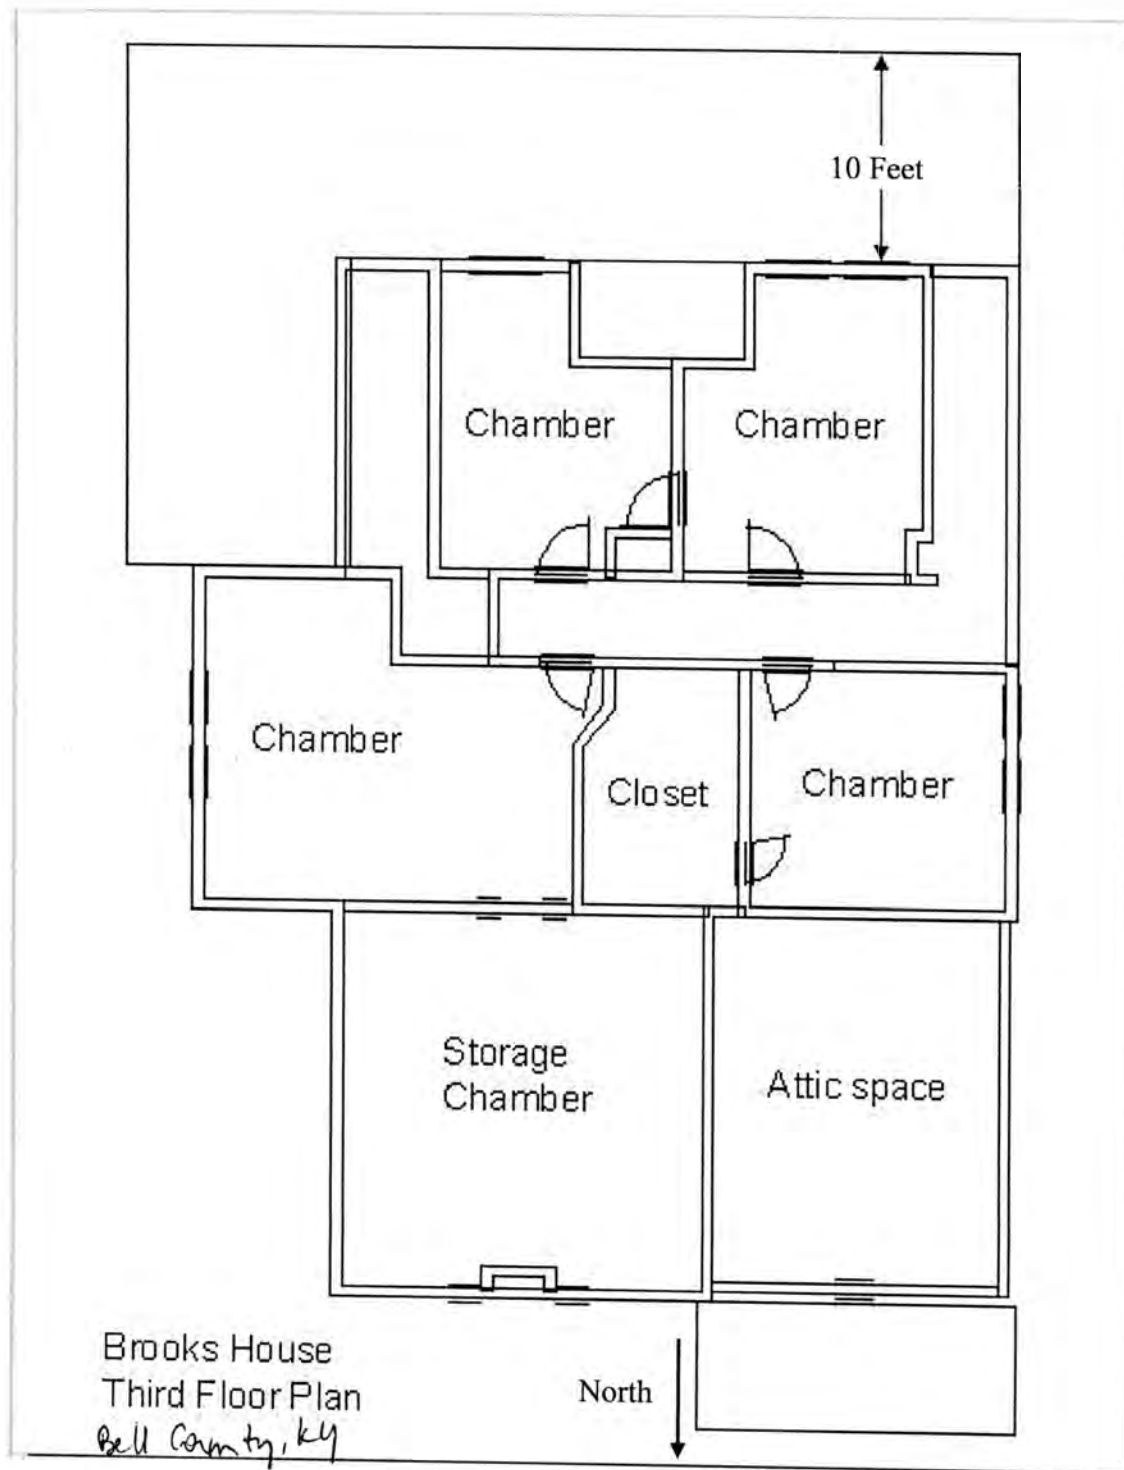 10 Feet
Chamber
Chamber
Chamber
Closet
Chamber
Storage
Chamber
Attic space
Brooks House
Third Floor Plan
Bell County, KY
North